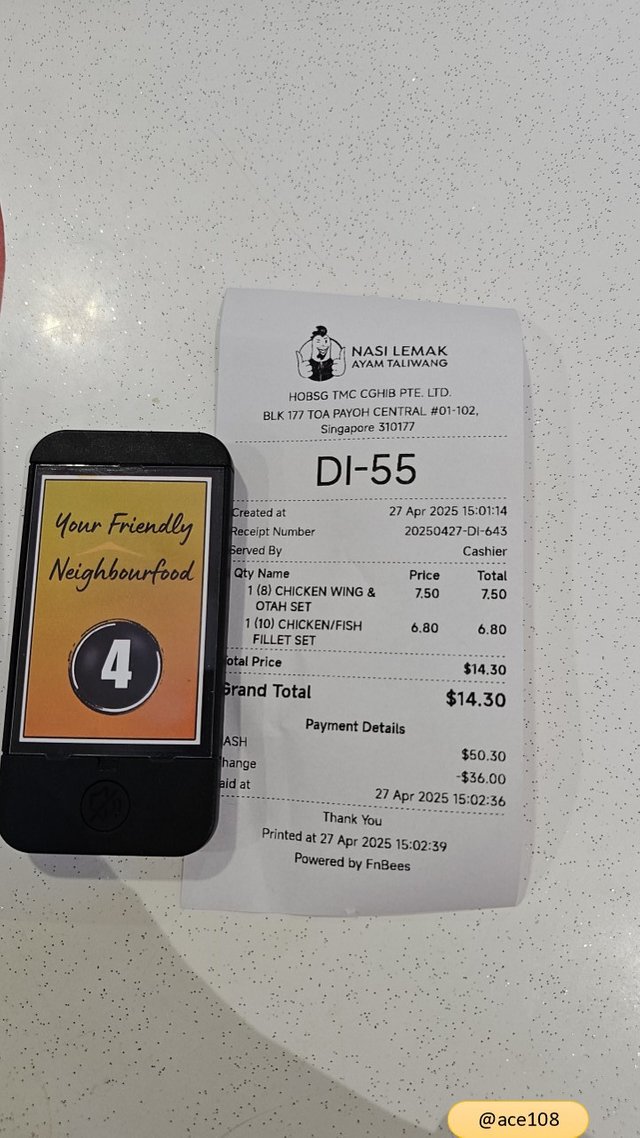 NASI LEMAK
AYAM TALIWANG
HOBSG TMC CGHIB PTE. LTD.
BLK 177 TOA PAYOH CENTRAL #01-102,
Singapore 310177
DI-55
Created at 27 Apr 2025 15:01:14
Receipt Number 20250427-DI-643
Served By Cashier
Qty Name Price Total
1 (8) CHICKEN WING & 7.50 7.50
OTAH SET
1 (10) CHICKEN/FISH 6.80 6.80
FILLET SET
otal Price $14.30
Grand Total $14.30
Payment Details
ASH $50.30
hange -$36.00
aid at 27 Apr 2025 15:02:36
Thank You
Printed at 27 Apr 2025 15:02:39
Powered by FnBees
Your Friendly
Neighbourfood
4
@ace108